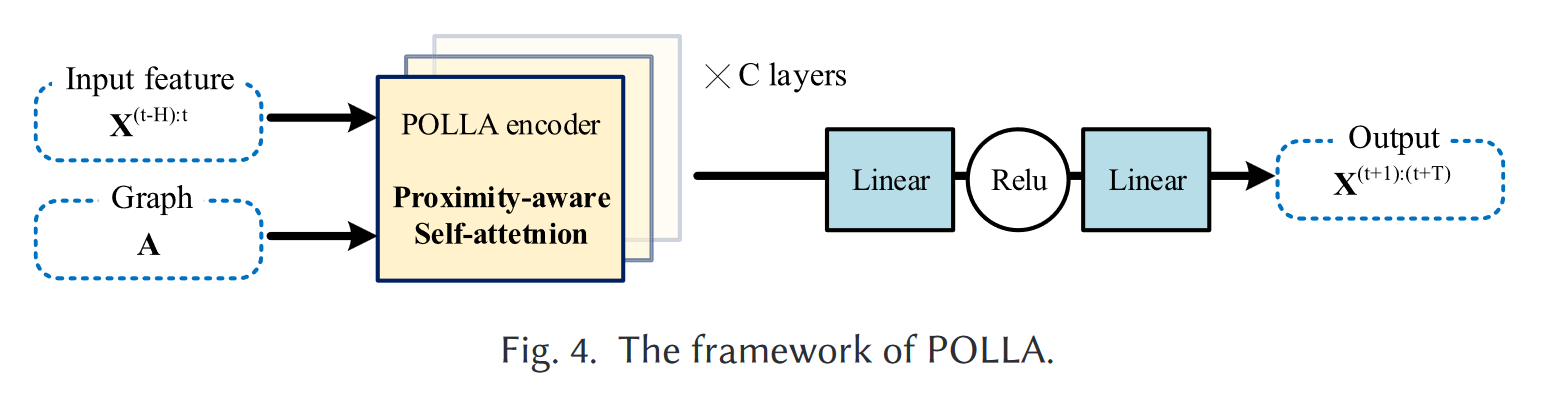 Input feature
X^(t-H):t
Graph
A
POLLA encoder
Proximity-aware
Self-attetnion
× C layers
Linear
Relu
Linear
Output
X^(t+1):(t+T)
Fig. 4. The framework of POLLA.